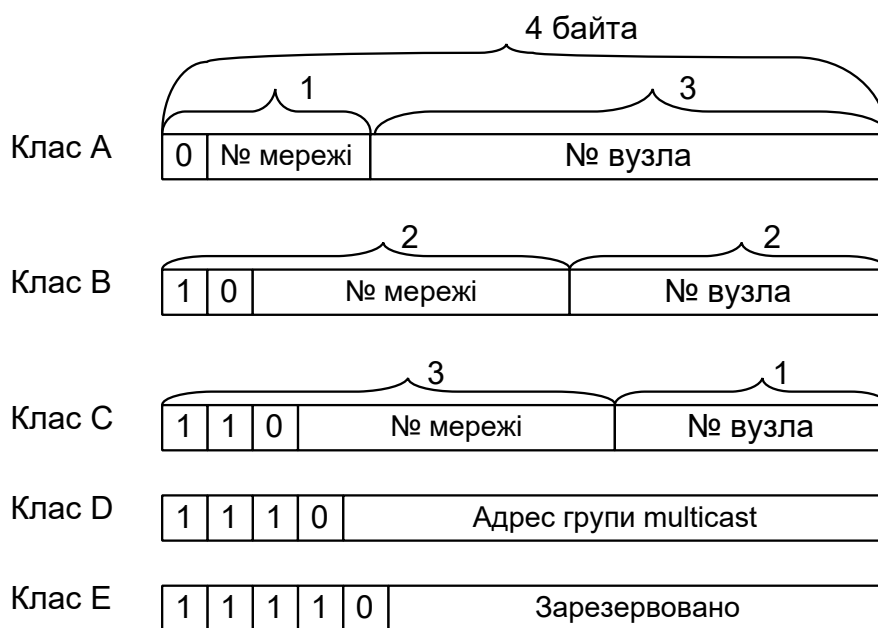 4 байта
1 3
Клас A 0 № мережі № вузла
2 2
Клас B 1 0 № мережі № вузла
3 1
Клас C 1 1 0 № мережі № вузла
Клас D 1 1 1 0 Адрес групи multicast
Клас E 1 1 1 1 0 Зарезервовано